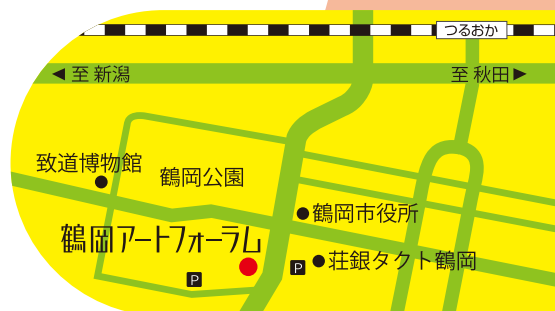 つるおか
◀至 新潟
至 秋田▶
致道博物館
鶴岡公園
鶴岡市役所
鶴岡アートフォーラム
荘銀タクト鶴岡
P
P